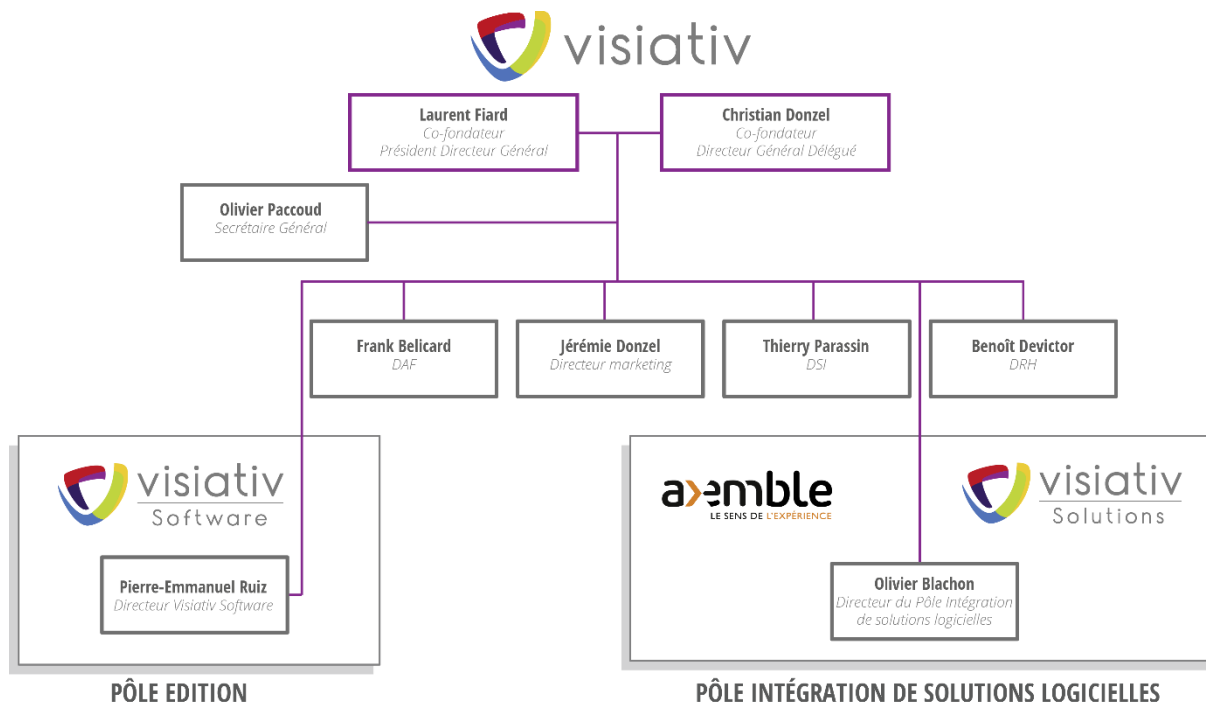 visiativ
Laurent Fiard
Co-fondateur
Président Directeur Général
Christian Donzel
Co-fondateur
Directeur Général Délégué
Olivier Paccoud
Secrétaire Général
Frank Belicard
DAF
Jérémie Donzel
Directeur marketing
Thierry Parassin
DSI
Benoît Devictor
DRH
visiativ
Software
Pierre-Emmanuel Ruiz
Directeur Visiativ Software
PÔLE EDITION
axemble
LE SENS DE L'EXPÉRIENCE
visiativ
Solutions
Olivier Blachon
Directeur du Pôle Intégration
de solutions logicielles
PÔLE INTÉGRATION DE SOLUTIONS LOGICIELLES